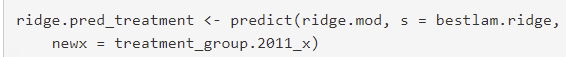 ridge.pred_treatment <- predict(ridge.mod, s = bestlam.ridge,
    newx = treatment_group.2011_x)